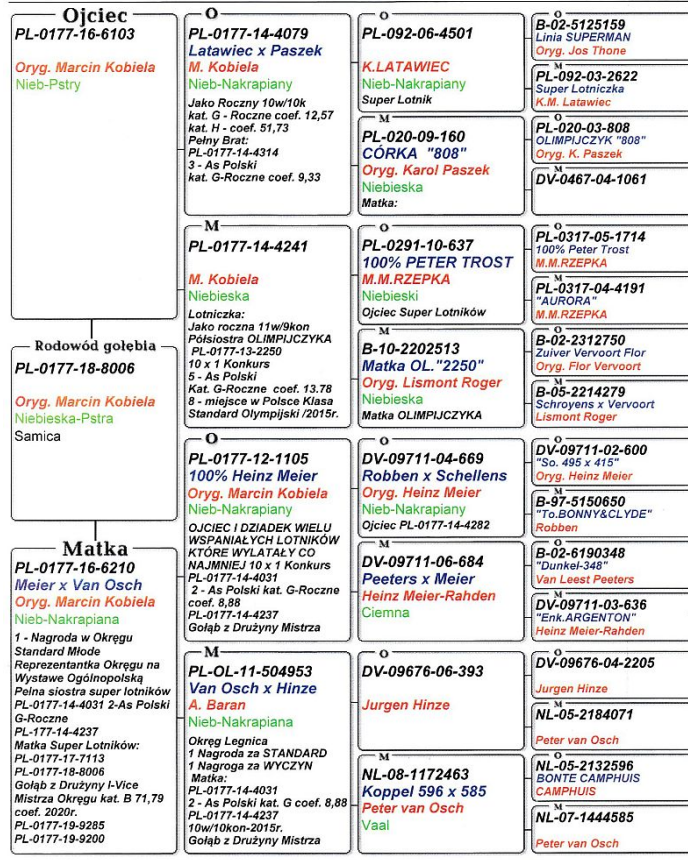 Ojciec
PL-0177-16-6103
Oryg. Marcin Kobiela
Nieb-Pstry
Rodowód gołębia
PL-0177-18-8006
Oryg. Marcin Kobiela
Niebieska-Pstra
Samica
Matka
PL-0177-16-6210
Meier x Van Osch
Oryg. Marcin Kobiela
Nieb-Nakrapiana
1 - Nagroda w Okręgu
Standard Młode
Reprezentantka Okręgu na
Wystawe Ogólnopolską
Pełna siostra super lotników
PL-0177-14-4031 2-As Polski
G-Roczne
PL-177-14-4237
Matka Super Lotników:
PL-0177-17-7113
PL-0177-18-8006
Gołąb z Drużyny I-Vice
Mistrza Okręgu kat. B 71,79
coef. 2020r.
PL-0177-19-9285
PL-0177-19-9200
O
PL-0177-14-4079
Latawiec x Paszek
M. Kobiela
Nieb-Nakrapiany
Jako Roczny 10w/10k
kat. G - Roczne coef. 12,57
kat. H - coef. 51,73
Pełny Brat:
PL-0177-14-4314
3 - As Polski
kat. G-Roczne coef. 9,33
M
PL-0177-14-4241
M. Kobiela
Niebieska
Lotniczka:
Jako roczna 11w/9kon
Półsiostra OLIMPIJCZYKA
PL-0177-13-2250
10 x 1 Konkurs
5 - As Polski
Kat. G-Roczne coef. 13.78
8 - miejsce w Polsce Klasa
Standard Olympijski /2015r.
O
PL-0177-12-1105
100% Heinz Meier
Oryg. Marcin Kobiela
Nieb-Nakrapiany
OJCIEC I DZIADEK WIELU
WSPANIAŁYCH LOTNIKÓW
KTÓRE WYLATAŁY CO
NAJMNIEJ 10 x 1 Konkurs
PL-0177-14-4031
2 - As Polski kat. G-Roczne
coef. 8,88
PL-0177-14-4237
Gołąb z Drużyny Mistrza
M
PL-OL-11-504953
Van Osch x Hinze
A. Baran
Nieb-Nakrapiana
Okręg Legnica
1 Nagroda za STANDARD
1 Nagroga za WYCZYN
Matka:
PL-0177-14-4031
2 - As Polski kat. G coef. 8,88
PL-0177-14-4237
10w/10kon-2015r.
Gołąb z Drużyny Mistrza
O
PL-092-06-4501
K.LATAWIEC
Nieb-Nakrapiany
Super Lotnik
M
PL-020-09-160
CÓRKA "808"
Oryg. Karol Paszek
Niebieska
Matka:
O
PL-0291-10-637
100% PETER TROST
M.M.RZEPKA
Niebieski
Ojciec Super Lotników
M
B-10-2202513
Matka OL."2250"
Oryg. Lismont Roger
Niebieska
Matka OLIMPIJCZYKA
O
DV-09711-04-669
Robben x Schellens
Oryg. Heinz Meier
Nieb-Nakrapiany
Ojciec PL-0177-14-4282
M
DV-09711-06-684
Peeters x Meier
Heinz Meier-Rahden
Ciemna
O
DV-09676-06-393
Jurgen Hinze
M
NL-08-1172463
Koppel 596 x 585
Peter van Osch
Vaal
O
B-02-5125159
Linia SUPERMAN
Oryg. Jos Thone
M
PL-092-03-2622
Super Lotniczka
K.M. Latawiec
O
PL-020-03-808
OLIMPIJCZYK "808"
Oryg. K. Paszek
M
DV-0467-04-1061
O
PL-0317-05-1714
100% Peter Trost
M.M.RZEPKA
M
PL-0317-04-4191
"AURORA"
M.M.RZEPKA
O
B-02-2312750
Zuiver Vervoort Flor
Oryg. Flor Vervoort
M
B-05-2214279
Schroyens x Vervoort
Lismont Roger
O
DV-09711-02-600
"So. 495 x 415"
Oryg. Heinz Meier
M
B-97-5150650
"To.BONNY&CLYDE"
Robben
O
B-02-6190348
"Dunkel-348"
Van Leest Peeters
M
DV-09711-03-636
"Enk.ARGENTON"
Heinz Meier-Rahden
O
DV-09676-04-2205
Jurgen Hinze
M
NL-05-2184071
Peter van Osch
O
NL-05-2132596
BONTE CAMPHUIS
CAMPHUIS
M
NL-07-1444585
Peter van Osch